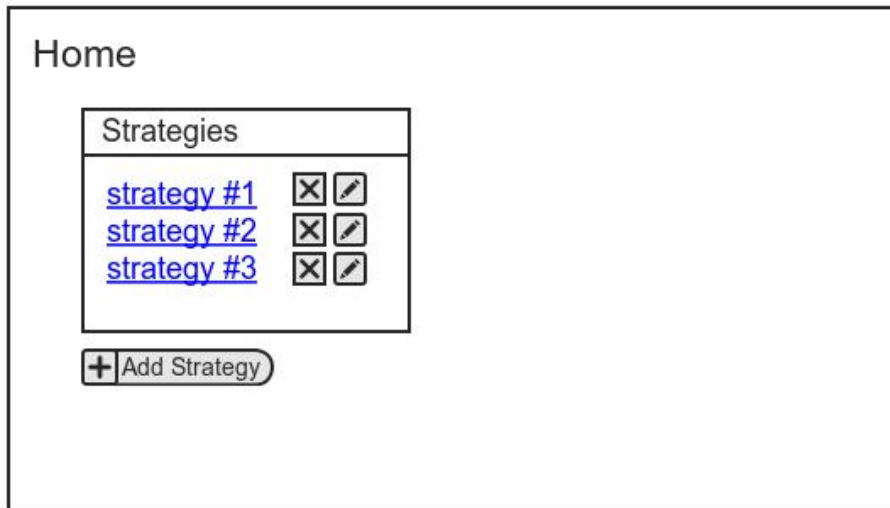 Home
Strategies
strategy #1
strategy #2
strategy #3
Add Strategy